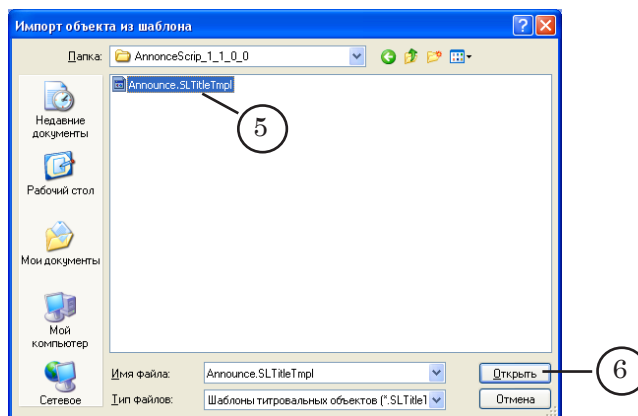 Импорт объекта из шаблона
Папка: AnnonceScrip_1_1_0_0
Announce.SLTitleTmpl
5
Недавние
документы
Рабочий стол
Мои документы
Мой
компьютер
Сетевое
Имя файла: Announce.SLTitleTmpl Открыть
6
Тип файлов: Шаблоны титровальных объектов (*.SLTitleT Отмена